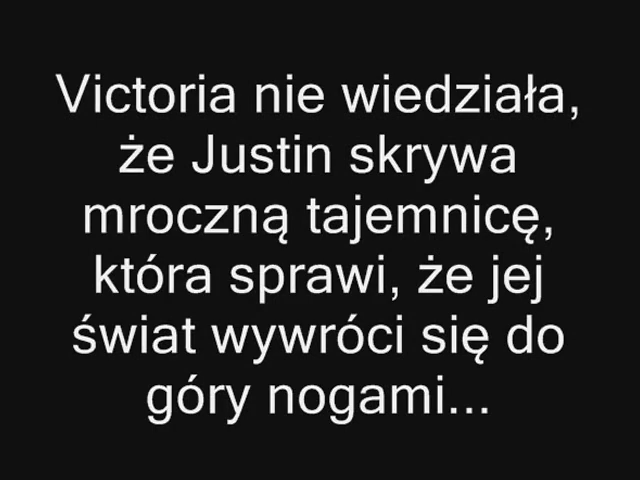 Victoria nie wiedziała,
że Justin skrywa
mroczną tajemnicę,
która sprawi, że jej
świat wywróci się do
góry nogami...